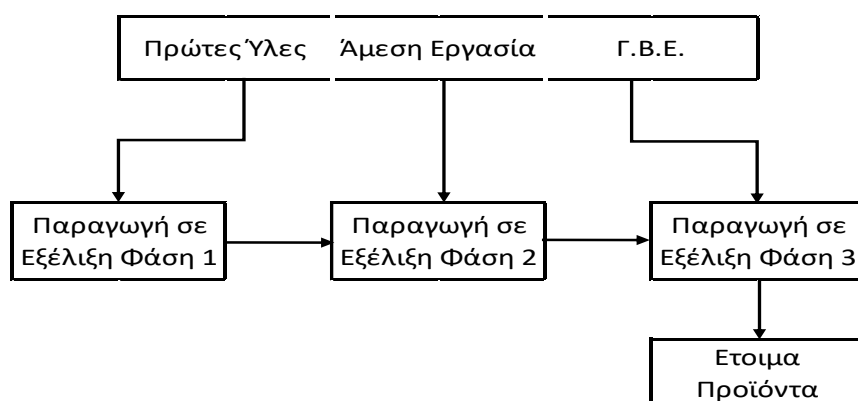 Πρώτες Ύλες Άμεση Εργασία Γ.Β.Ε.
Παραγωγή σε
Εξέλιξη Φάση 1
Παραγωγή σε
Εξέλιξη Φάση 2
Παραγωγή σε
Εξέλιξη Φάση 3
Ετοιμα
Προϊόντα